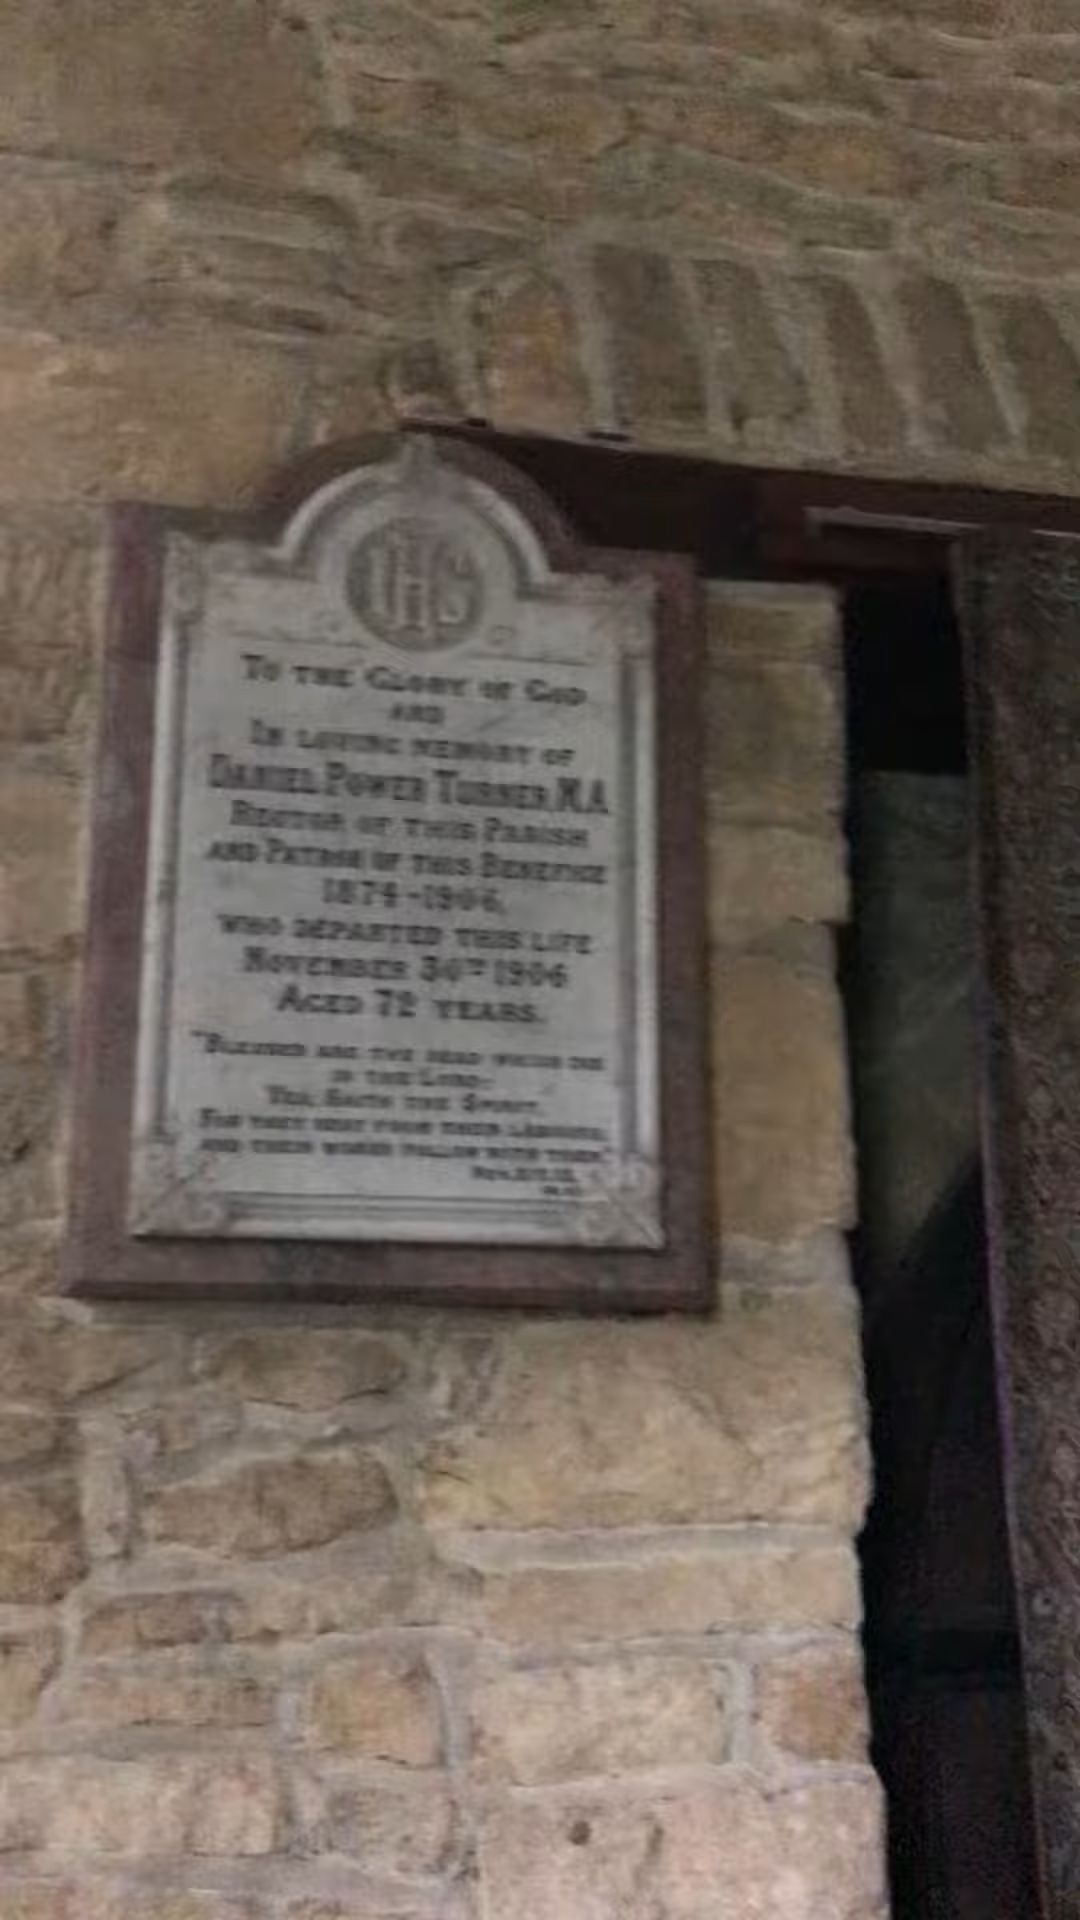 IHS
TO THE GLORY OF GOD
AND
IN LOVING MEMORY OF
DANIEL POWER TURNER, M.A.
RECTOR OF THIS PARISH
AND PATRON OF THIS BENEFICE
1874-1906,
WHO DEPARTED THIS LIFE
NOVEMBER 30TH 1906
AGED 72 YEARS.
"BLESSED ARE THE DEAD WHICH DIE
IN THE LORD:
YEA, SAITH THE SPIRIT,
FOR THEY REST FROM THEIR LABOURS,
AND THEIR WORKS FOLLOW WITH THEM."